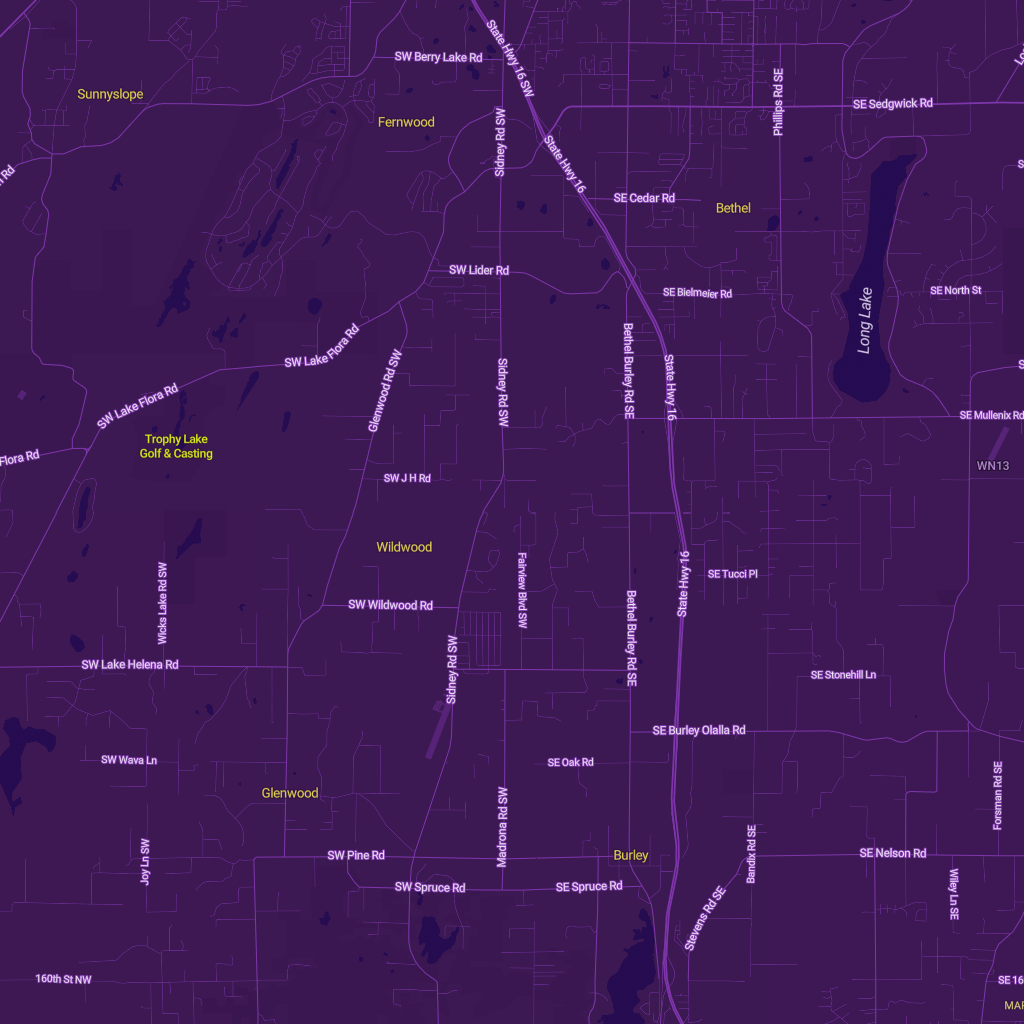 State Hwy 16 SW
SW Berry Lake Rd
Sunnyslope
Fernwood
Sidney Rd SW
Phillips Rd SE
SE Sedgwick Rd
State Hwy 16
SE Cedar Rd
Bethel
SW Lider Rd
SE Bielmeier Rd
SE North St
Long Lake
SW Lake Flora Rd
Glenwood Rd SW
Sidney Rd SW
Bethel Burley Rd SE
State Hwy 16
SW Lake Flora Rd
SE Mullenix Rd
Trophy Lake
Golf & Casting
Flora Rd
WN13
SW J H Rd
Wildwood
Fairview Blvd SW
State Hwy 16
SE Tucci Pl
Wicks Lake Rd SW
SW Wildwood Rd
Bethel Burley Rd SE
Sidney Rd SW
SW Lake Helena Rd
SE Stonehill Ln
SE Burley Olalla Rd
SW Wava Ln
SE Oak Rd
Forsman Rd SE
Glenwood
Madrona Rd SW
Joy Ln SW
SW Pine Rd
Burley
Bandix Rd SE
SE Nelson Rd
SW Spruce Rd
SE Spruce Rd
Wiley Ln SE
Stevens Rd SE
160th St NW
SE 16